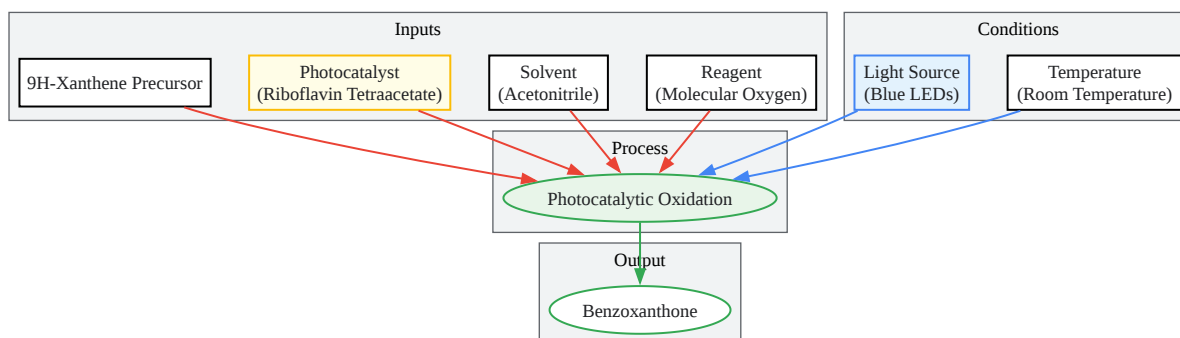 Inputs
Conditions
9H-Xanthene Precursor
Photocatalyst
(Riboflavin Tetraacetate)
Solvent
(Acetonitrile)
Reagent
(Molecular Oxygen)
Light Source
(Blue LEDs)
Temperature
(Room Temperature)
Process
Photocatalytic Oxidation
Output
Benzoxanthone